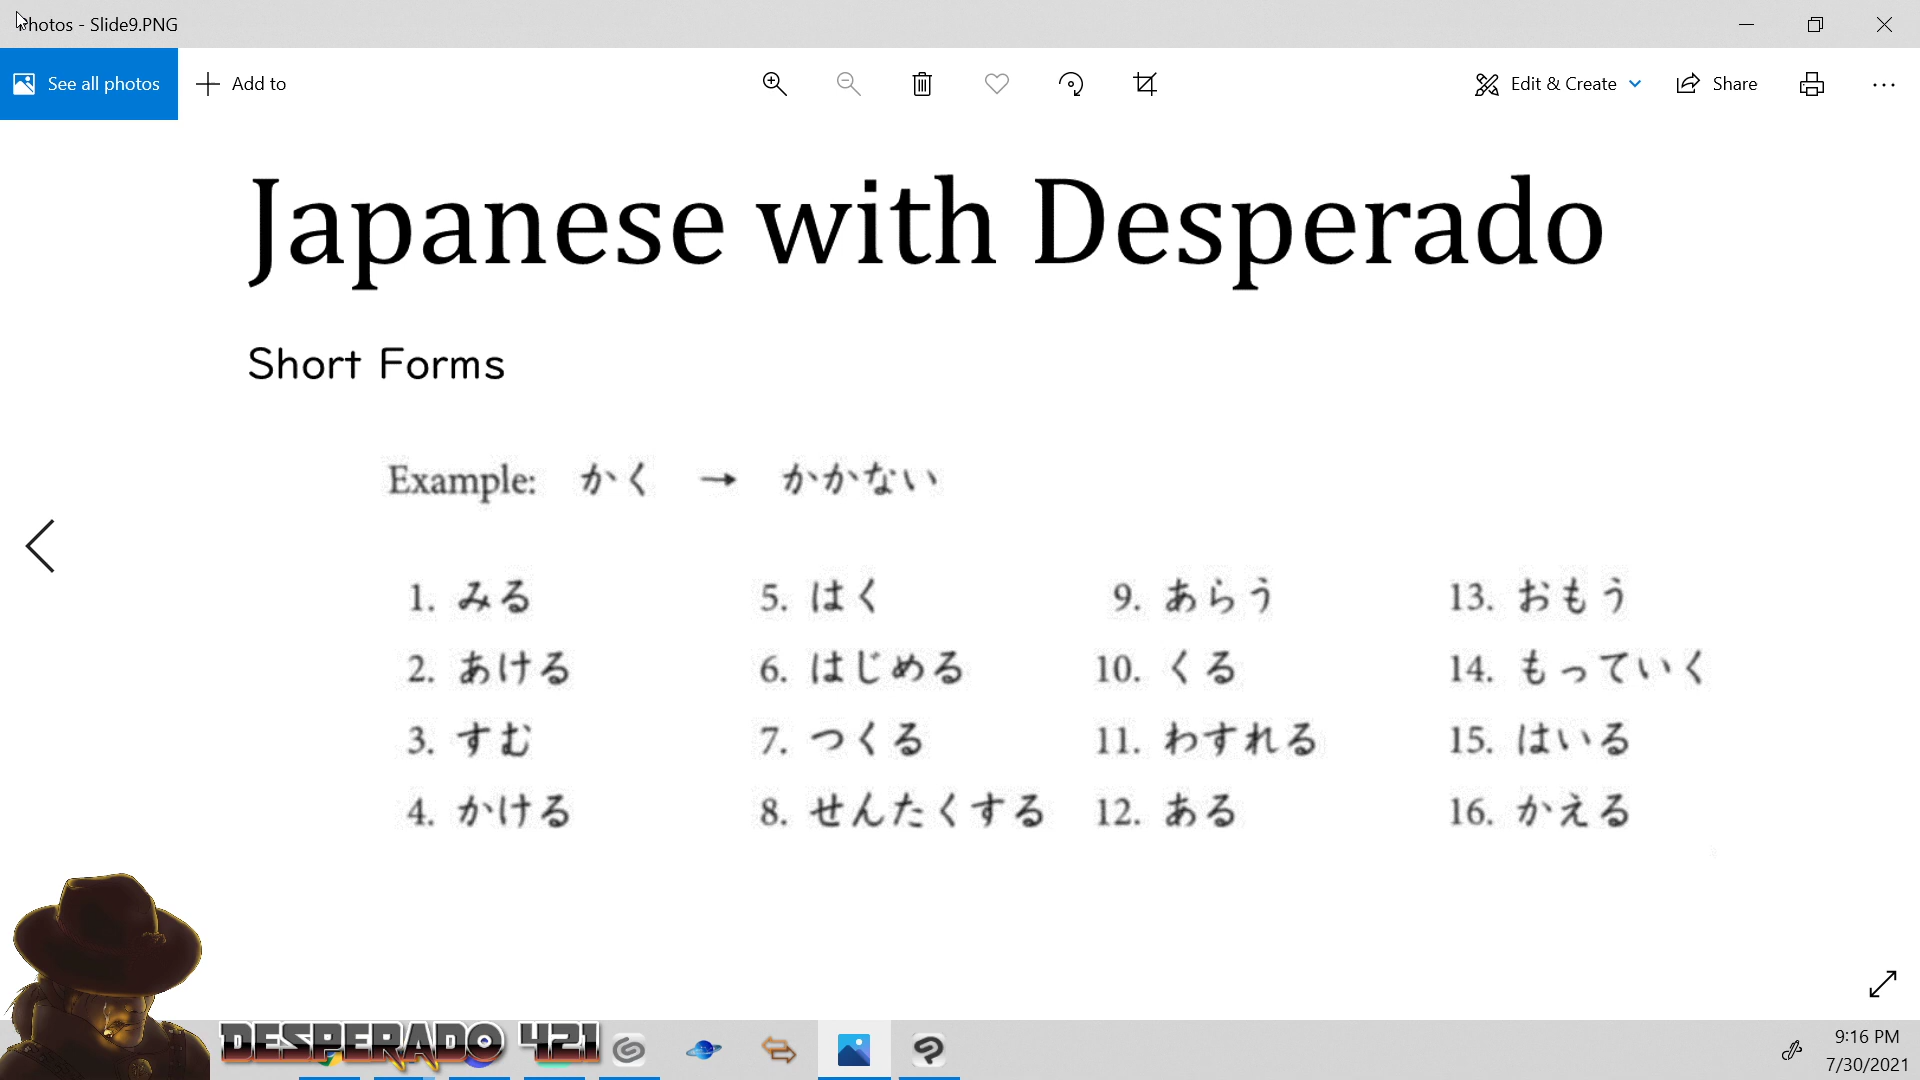 Photos - Slide9.PNG
See all photos
Add to
Edit & Create
Share
Japanese with Desperado
Short Forms
Example: かく → かかない
1. みる 5. はく 9. あらう 13. おもう
2. あける 6. はじめる 10. くる 14. もっていく
3. すむ 7. つくる 11. わすれる 15. はいる
4. かける 8. せんたくする 12. ある 16. かえる
DESPERADO 421
9:16 PM
7/30/2021